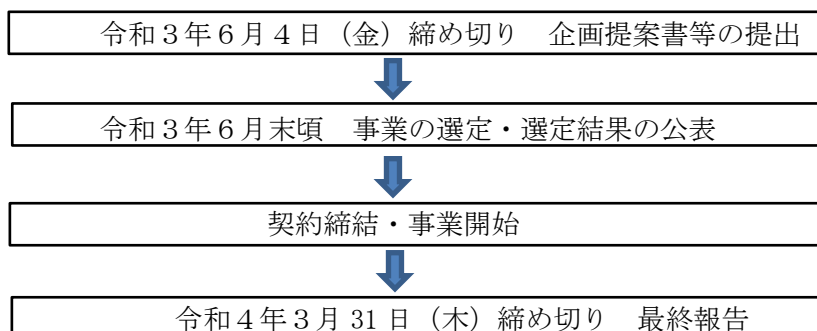 令和３年６月４日（金）締め切り　企画提案書等の提出
令和３年６月末頃　事業の選定・選定結果の公表
契約締結・事業開始
令和４年３月 31 日（木）締め切り　最終報告